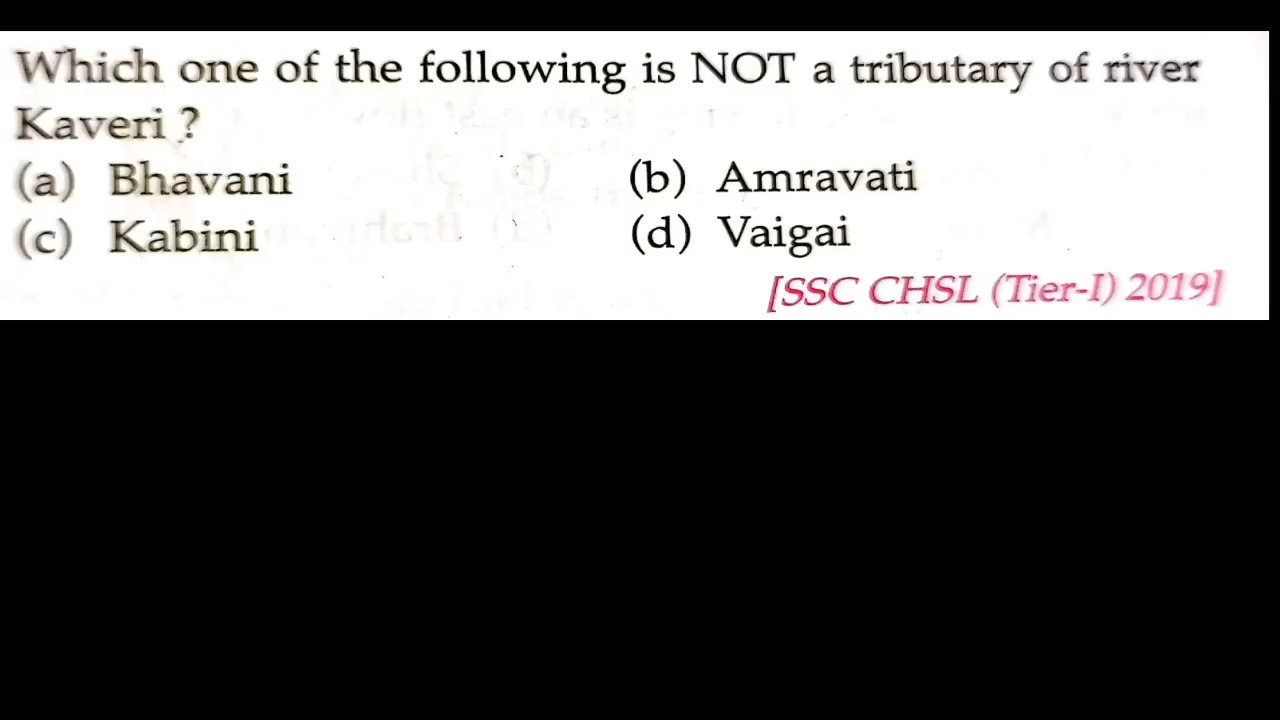 Which one of the following is NOT a tributary of river
Kaveri ?
(a) Bhavani (b) Amravati
(c) Kabini (d) Vaigai
[SSC CHSL (Tier-I) 2019]